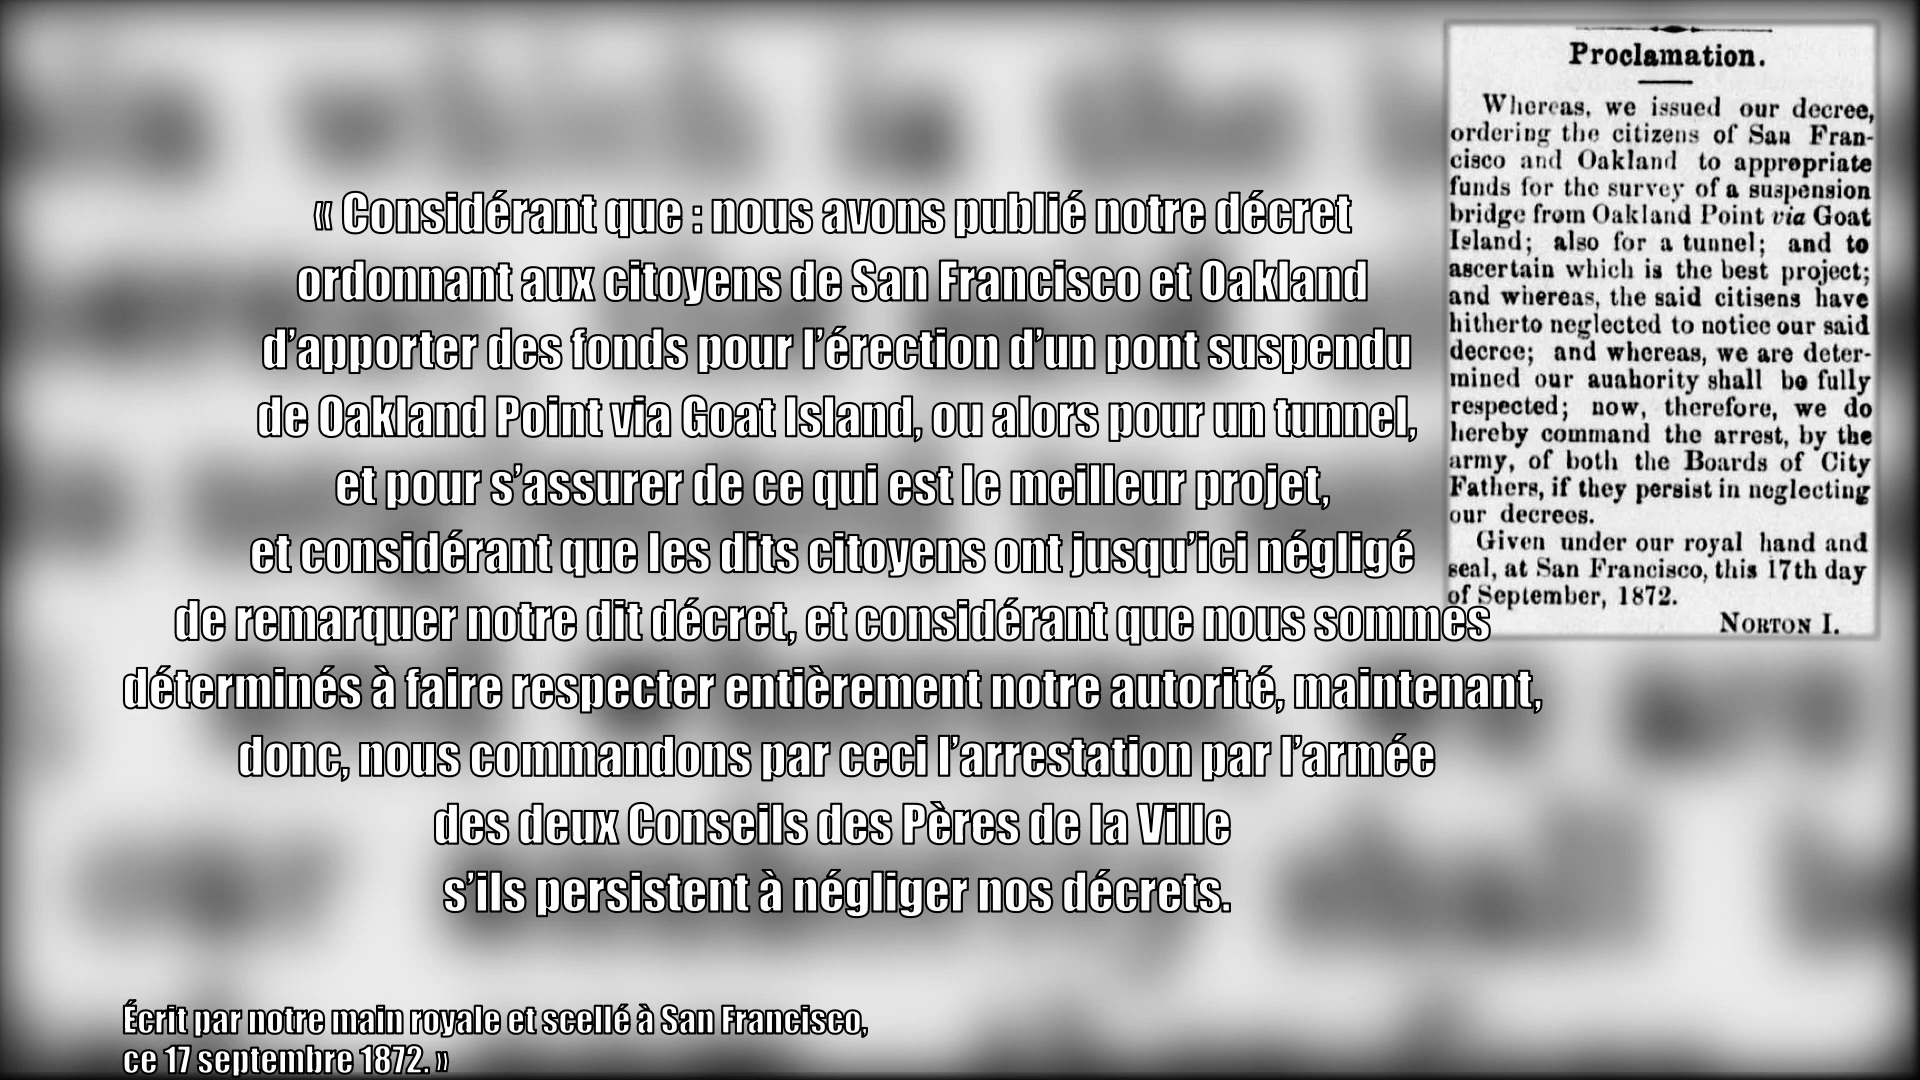 « Considérant que : nous avons publié notre décret
ordonnant aux citoyens de San Francisco et Oakland
d’apporter des fonds pour l’érection d’un pont suspendu
de Oakland Point via Goat Island, ou alors pour un tunnel,
et pour s’assurer de ce qui est le meilleur projet,
et considérant que les dits citoyens ont jusqu’ici négligé
de remarquer notre dit décret, et considérant que nous sommes
déterminés à faire respecter entièrement notre autorité, maintenant,
donc, nous commandons par ceci l’arrestation par l’armée
des deux Conseils des Pères de la Ville
s’ils persistent à négliger nos décrets.
Écrit par notre main royale et scellé à San Francisco,
ce 17 septembre 1872. »
Proclamation.
Whereas, we issued our decree,
ordering the citizens of San Fran-
cisco and Oakland to appropriate
funds for the survey of a suspension
bridge from Oakland Point via Goat
Island; also for a tunnel; and to
ascertain which is the best project;
and whereas, the said citisens have
hitherto neglected to notice our said
decree; and whereas, we are deter-
mined our auahority shall be fully
respected; now, therefore, we do
hereby command the arrest, by the
army, of both the Boards of City
Fathers, if they persist in neglecting
our decrees.
Given under our royal hand and
seal, at San Francisco, this 17th day
of September, 1872.
NORTON I.